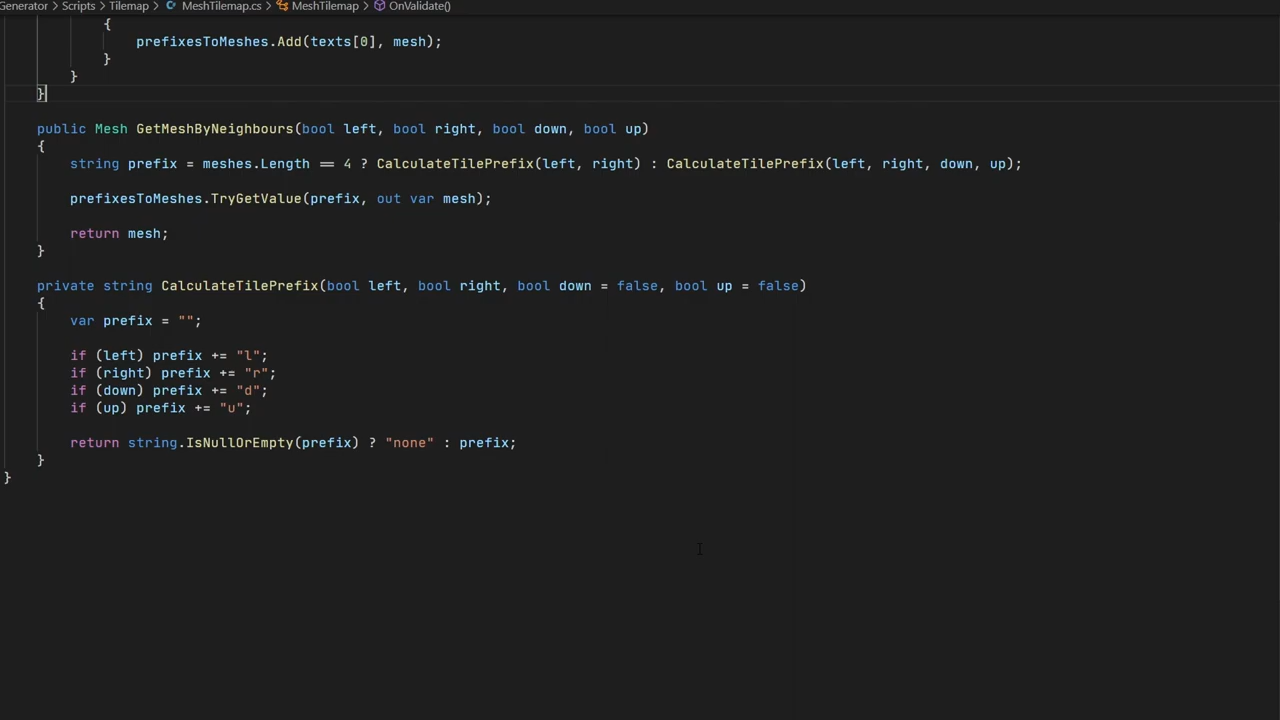 Generator > Scripts > Tilemap > MeshTilemap.cs > MeshTilemap > OnValidate()
{
prefixesToMeshes.Add(texts[0], mesh);
}
}
}
public Mesh GetMeshByNeighbours(bool left, bool right, bool down, bool up)
{
string prefix = meshes.Length == 4 ? CalculateTilePrefix(left, right) : CalculateTilePrefix(left, right, down, up);
prefixesToMeshes.TryGetValue(prefix, out var mesh);
return mesh;
}
private string CalculateTilePrefix(bool left, bool right, bool down = false, bool up = false)
{
var prefix = "";
if (left) prefix += "l";
if (right) prefix += "r";
if (down) prefix += "d";
if (up) prefix += "u";
return string.IsNullOrEmpty(prefix) ? "none" : prefix;
}
}